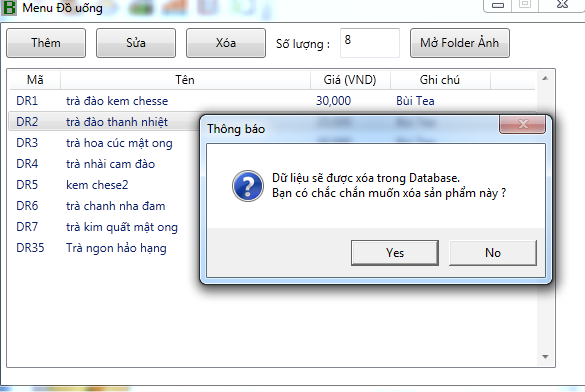 Menu Đồ uống
Thêm Sửa Xóa Số lượng : 8 Mở Folder Ảnh
Mã Tên Giá (VND) Ghi chú
DR1 trà đào kem chesse 30,000 Bùi Tea
DR2 trà đào thanh nhiệt
DR3 trà hoa cúc mật ong
DR4 trà nhài cam đào
DR5 kem chese2
DR6 trà chanh nha đam
DR7 trà kim quất mật ong
DR35 Trà ngon hảo hạng
Thông báo
Dữ liệu sẽ được xóa trong Database.
Bạn có chắc chắn muốn xóa sản phẩm này ?
Yes No